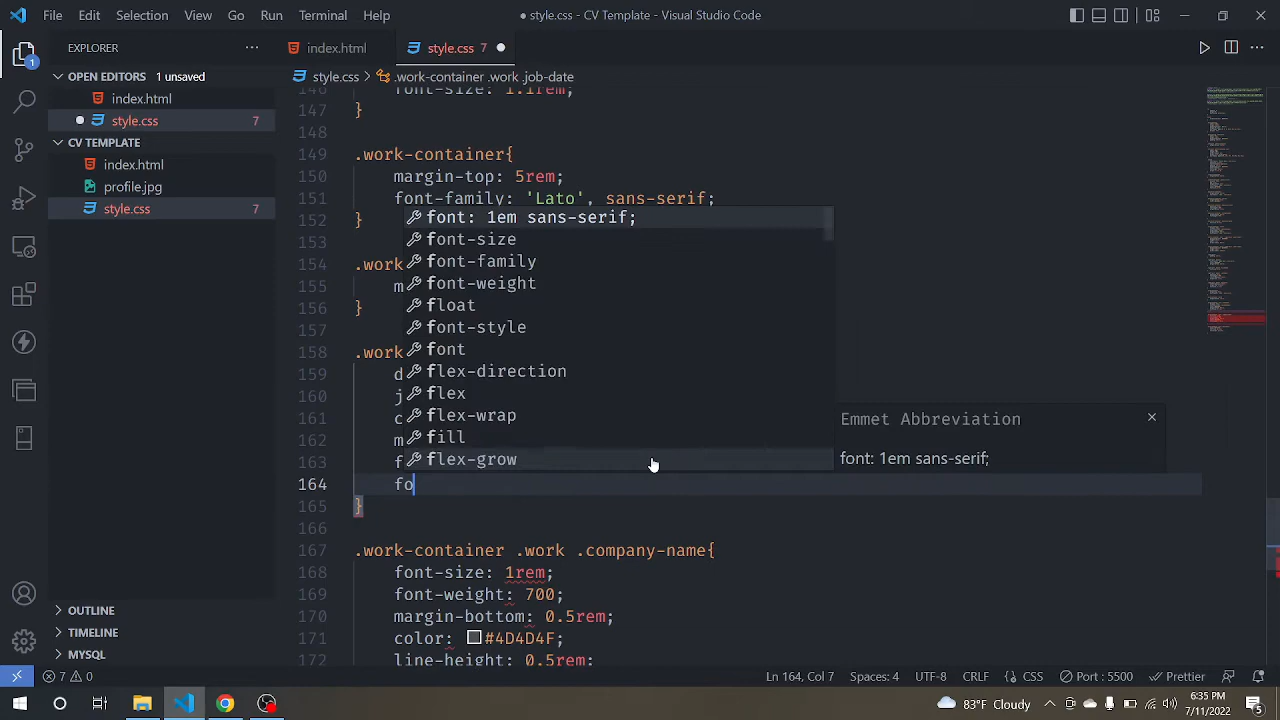 File Edit Selection View Go Run Terminal Help
● style.css - CV Template - Visual Studio Code
EXPLORER
index.html
style.css 7
OPEN EDITORS 1 unsaved
style.css > .work-container .work .job-date
index.html
style.css 7
CV TEMPLATE
index.html
profile.jpg
style.css 7
146 font-size: 1.1rem;
147 }
148
149 .work-container{
150 margin-top: 5rem;
151 font-family: 'Lato', sans-serif;
152 }
153
154 .work
155 m
156 }
157
158 .work
159 d
160 j
161 c
162 m
163 f
164 fo
165 }
166
167 .work-container .work .company-name{
168 font-size: 1rem;
169 font-weight: 700;
170 margin-bottom: 0.5rem;
171 color: #4D4D4F;
172 line-height: 0.5rem;
font: 1em sans-serif;
font-size
font-family
font-weight
float
font-style
font
flex-direction
flex
flex-wrap
fill
flex-grow
Emmet Abbreviation
font: 1em sans-serif;
OUTLINE
TIMELINE
MYSQL
1
7 0
Ln 164, Col 7 Spaces: 4 UTF-8 CRLF {} CSS Port : 5500 Prettier
88°F Cloudy
6:35 PM
7/11/2022
5